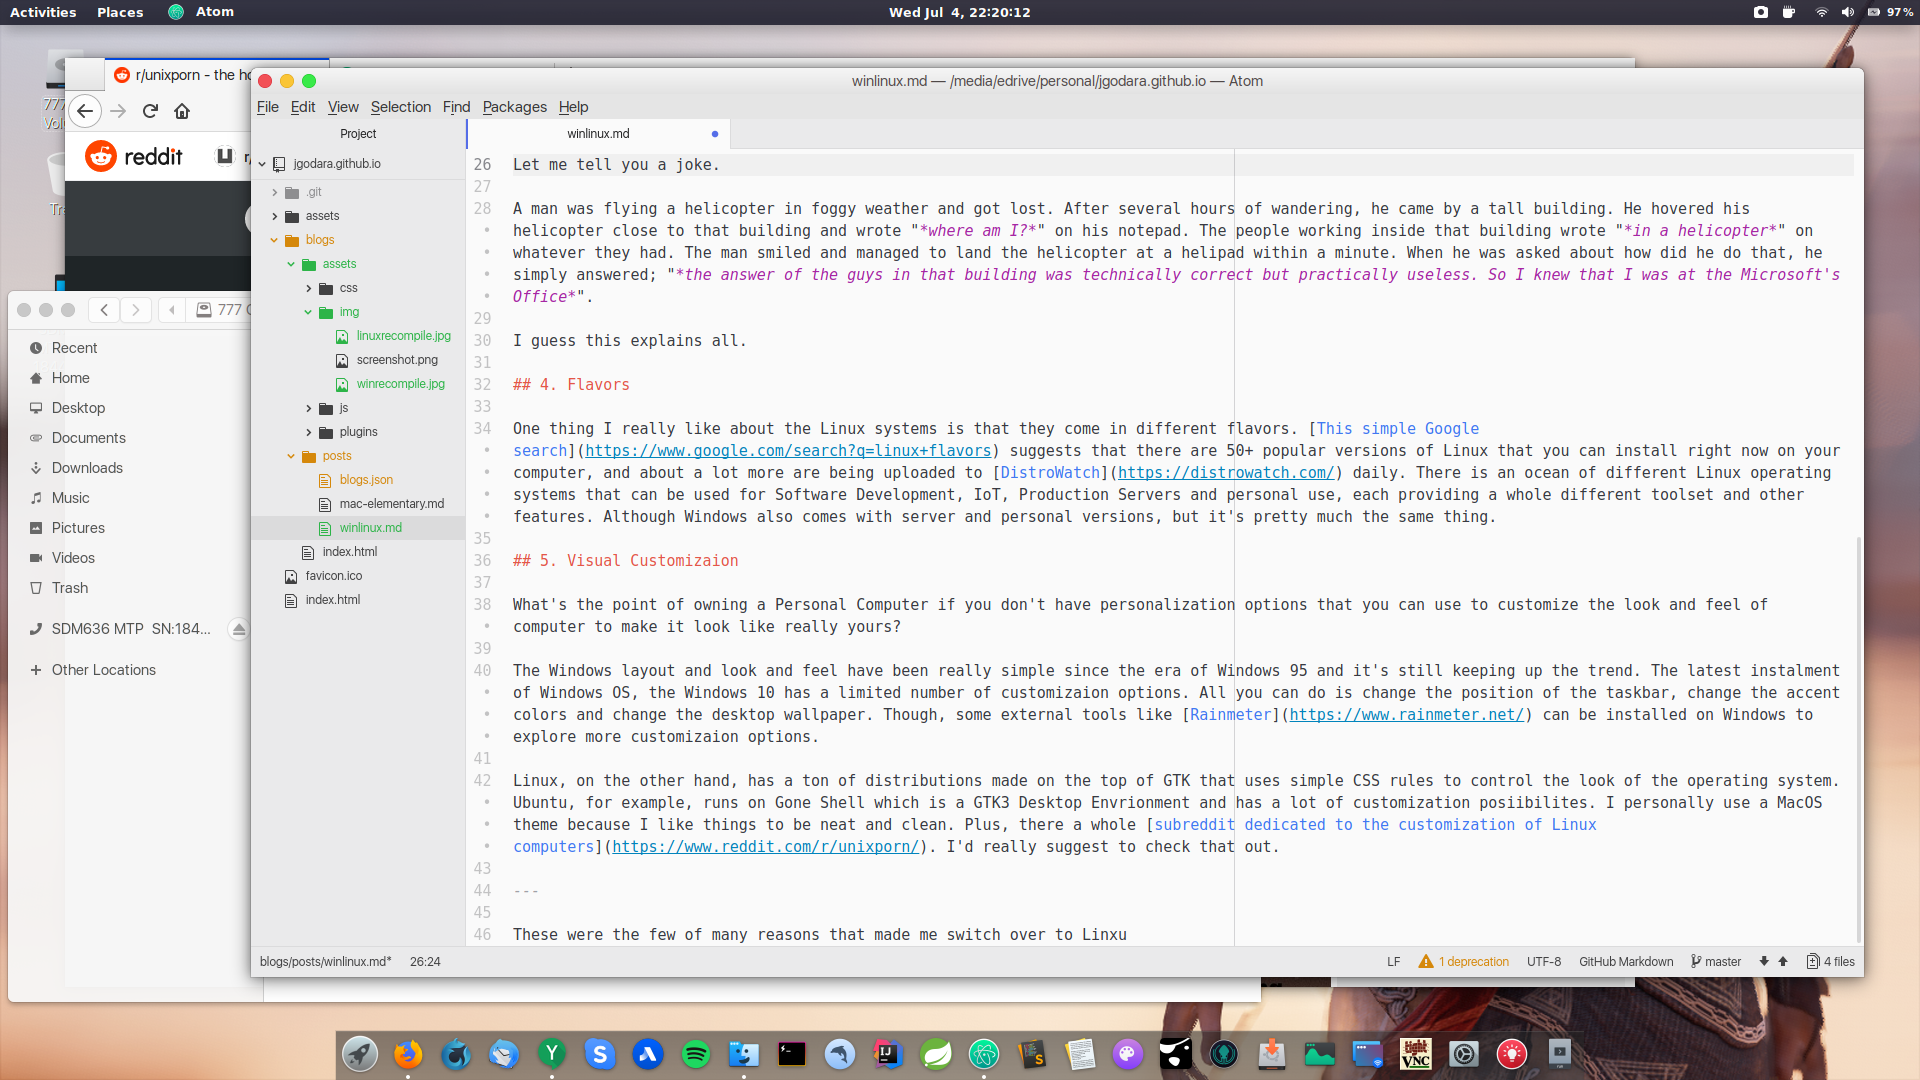 Activities Places Atom
Wed Jul 4, 22:20:12
97 %
r/unixporn - the ho
winlinux.md — /media/edrive/personal/jgodara.github.io — Atom
File Edit View Selection Find Packages Help
reddit
Project
winlinux.md
jgodara.github.io
.git
assets
blogs
assets
css
img
linuxrecompile.jpg
screenshot.png
winrecompile.jpg
js
plugins
posts
blogs.json
mac-elementary.md
winlinux.md
index.html
favicon.ico
index.html
26 Let me tell you a joke.
27
28 A man was flying a helicopter in foggy weather and got lost. After several hours of wandering, he came by a tall building. He hovered his
• helicopter close to that building and wrote "*where am I?*" on his notepad. The people working inside that building wrote "*in a helicopter*" on
• whatever they had. The man smiled and managed to land the helicopter at a helipad within a minute. When he was asked about how did he do that, he
• simply answered; "*the answer of the guys in that building was technically correct but practically useless. So I knew that I was at the Microsoft's
• Office*".
29
30 I guess this explains all.
31
32 ## 4. Flavors
33
34 One thing I really like about the Linux systems is that they come in different flavors. [This simple Google
• search](https://www.google.com/search?q=linux+flavors) suggests that there are 50+ popular versions of Linux that you can install right now on your
• computer, and about a lot more are being uploaded to [DistroWatch](https://distrowatch.com/) daily. There is an ocean of different Linux operating
• systems that can be used for Software Development, IoT, Production Servers and personal use, each providing a whole different toolset and other
• features. Although Windows also comes with server and personal versions, but it's pretty much the same thing.
35
36 ## 5. Visual Customizaion
37
38 What's the point of owning a Personal Computer if you don't have personalization options that you can use to customize the look and feel of
• computer to make it look like really yours?
39
40 The Windows layout and look and feel have been really simple since the era of Windows 95 and it's still keeping up the trend. The latest instalment
• of Windows OS, the Windows 10 has a limited number of customizaion options. All you can do is change the position of the taskbar, change the accent
• colors and change the desktop wallpaper. Though, some external tools like [Rainmeter](https://www.rainmeter.net/) can be installed on Windows to
• explore more customizaion options.
41
42 Linux, on the other hand, has a ton of distributions made on the top of GTK that uses simple CSS rules to control the look of the operating system.
• Ubuntu, for example, runs on Gone Shell which is a GTK3 Desktop Envrionment and has a lot of customization posiibilites. I personally use a MacOS
• theme because I like things to be neat and clean. Plus, there a whole [subreddit dedicated to the customization of Linux
• computers](https://www.reddit.com/r/unixporn/). I'd really suggest to check that out.
43
44 ---
45
46 These were the few of many reasons that made me switch over to Linxu
blogs/posts/winlinux.md* 26:24
LF 1 deprecation UTF-8 GitHub Markdown master 4 files
777
Recent
Home
Desktop
Documents
Downloads
Music
Pictures
Videos
Trash
SDM636 MTP SN:184...
Other Locations
VNC